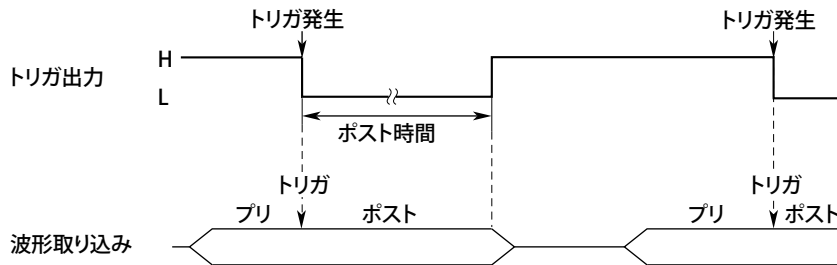 トリガ発生 トリガ発生
H
トリガ出力
L
ポスト時間
トリガ トリガ
プリ ポスト プリ ポスト
波形取り込み